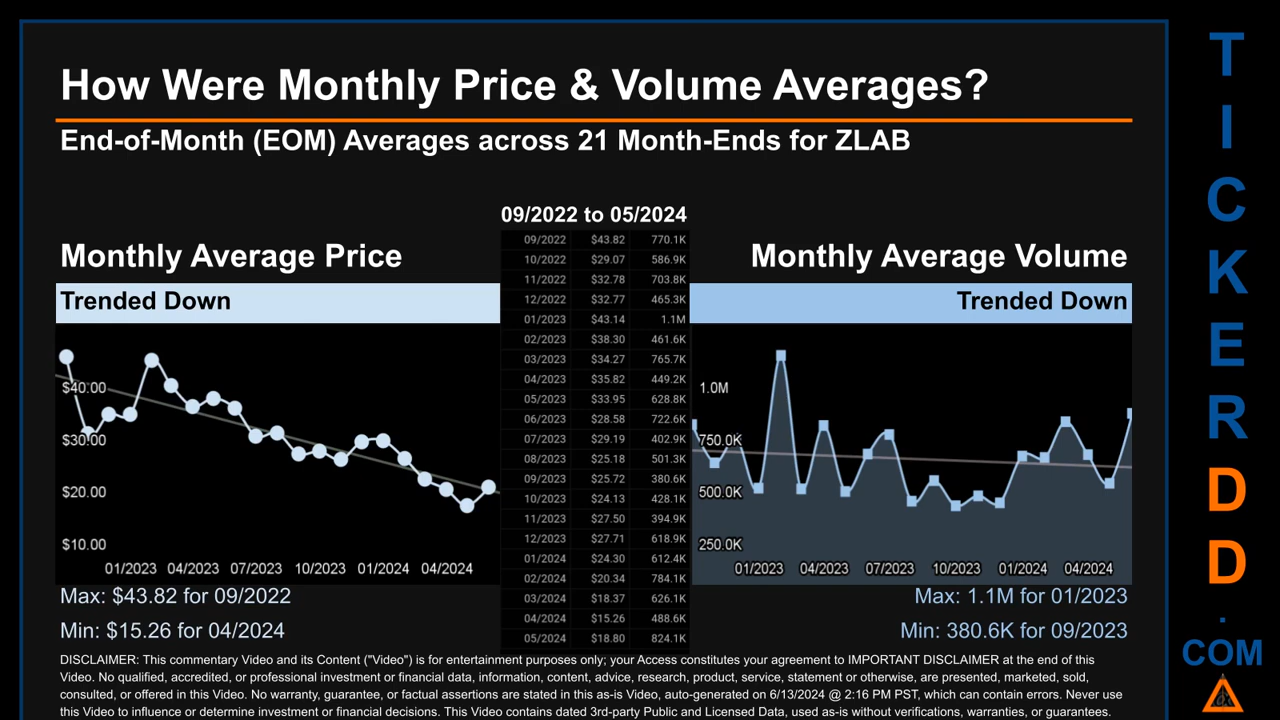 How Were Monthly Price & Volume Averages?
End-of-Month (EOM) Averages across 21 Month-Ends for ZLAB
09/2022 to 05/2024
Monthly Average Price
Trended Down
$40.00
$30.00
$20.00
$10.00
01/2023 04/2023 07/2023 10/2023 01/2024 04/2024
Max: $43.82 for 09/2022
Min: $15.26 for 04/2024
09/2022 $43.82 770.1K
10/2022 $29.07 586.9K
11/2022 $32.78 703.8K
12/2022 $32.77 465.3K
01/2023 $43.14 1.1M
02/2023 $38.30 461.6K
03/2023 $34.27 765.7K
04/2023 $35.82 449.2K
05/2023 $33.95 628.8K
06/2023 $28.58 722.6K
07/2023 $29.19 402.9K
08/2023 $25.18 501.3K
09/2023 $25.72 380.6K
10/2023 $24.13 428.1K
11/2023 $27.50 394.9K
12/2023 $27.71 618.9K
01/2024 $24.30 612.4K
02/2024 $20.34 784.1K
03/2024 $18.37 626.1K
04/2024 $15.26 488.6K
05/2024 $18.80 824.1K
Monthly Average Volume
Trended Down
1.0M
750.0K
500.0K
250.0K
01/2023 04/2023 07/2023 10/2023 01/2024 04/2024
Max: 1.1M for 01/2023
Min: 380.6K for 09/2023
DISCLAIMER: This commentary Video and its Content ("Video") is for entertainment purposes only; your Access constitutes your agreement to IMPORTANT DISCLAIMER at the end of this
Video. No qualified, accredited, or professional investment or financial data, information, content, advice, research, product, service, statement or otherwise, are presented, marketed, sold,
consulted, or offered in this Video. No warranty, guarantee, or factual assertions are stated in this as-is Video, auto-generated on 6/13/2024 @ 2:16 PM PST, which can contain errors. Never use
this Video to influence or determine investment or financial decisions. This Video contains dated 3rd-party Public and Licensed Data, used as-is without verifications, warranties, or guarantees.
T
I
C
K
E
R
D
D
.
COM